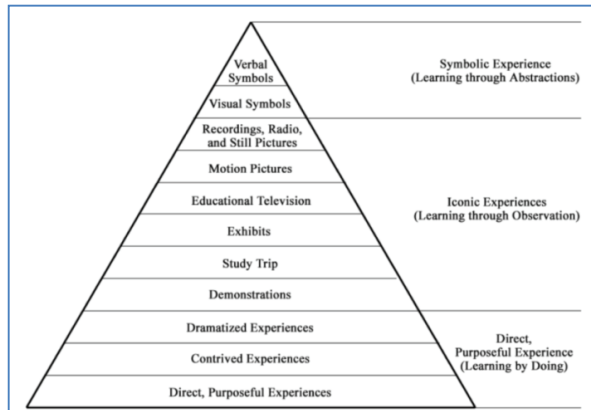 Verbal
Symbols
Visual Symbols
Recordings, Radio,
and Still Pictures
Motion Pictures
Educational Television
Exhibits
Study Trip
Demonstrations
Dramatized Experiences
Contrived Experiences
Direct, Purposeful Experiences
Symbolic Experience
(Learning through Abstractions)
Iconic Experiences
(Learning through Observation)
Direct,
Purposeful Experience
(Learning by Doing)